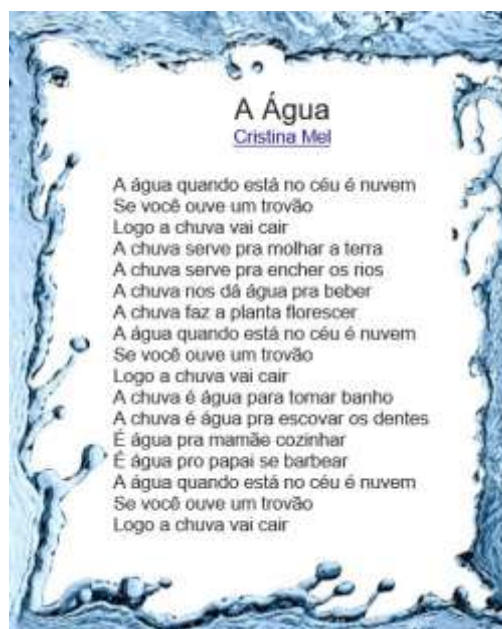 A Água
Cristina Mel
A água quando está no céu é nuvem
Se você ouve um trovão
Logo a chuva vai cair
A chuva serve pra molhar a terra
A chuva serve pra encher os rios
A chuva nos dá água pra beber
A chuva faz a planta florescer
A água quando está no céu é nuvem
Se você ouve um trovão
Logo a chuva vai cair
A chuva é água para tomar banho
A chuva é água pra escovar os dentes
É água pra mamãe cozinhar
É água pro papai se barbear
A água quando está no céu é nuvem
Se você ouve um trovão
Logo a chuva vai cair